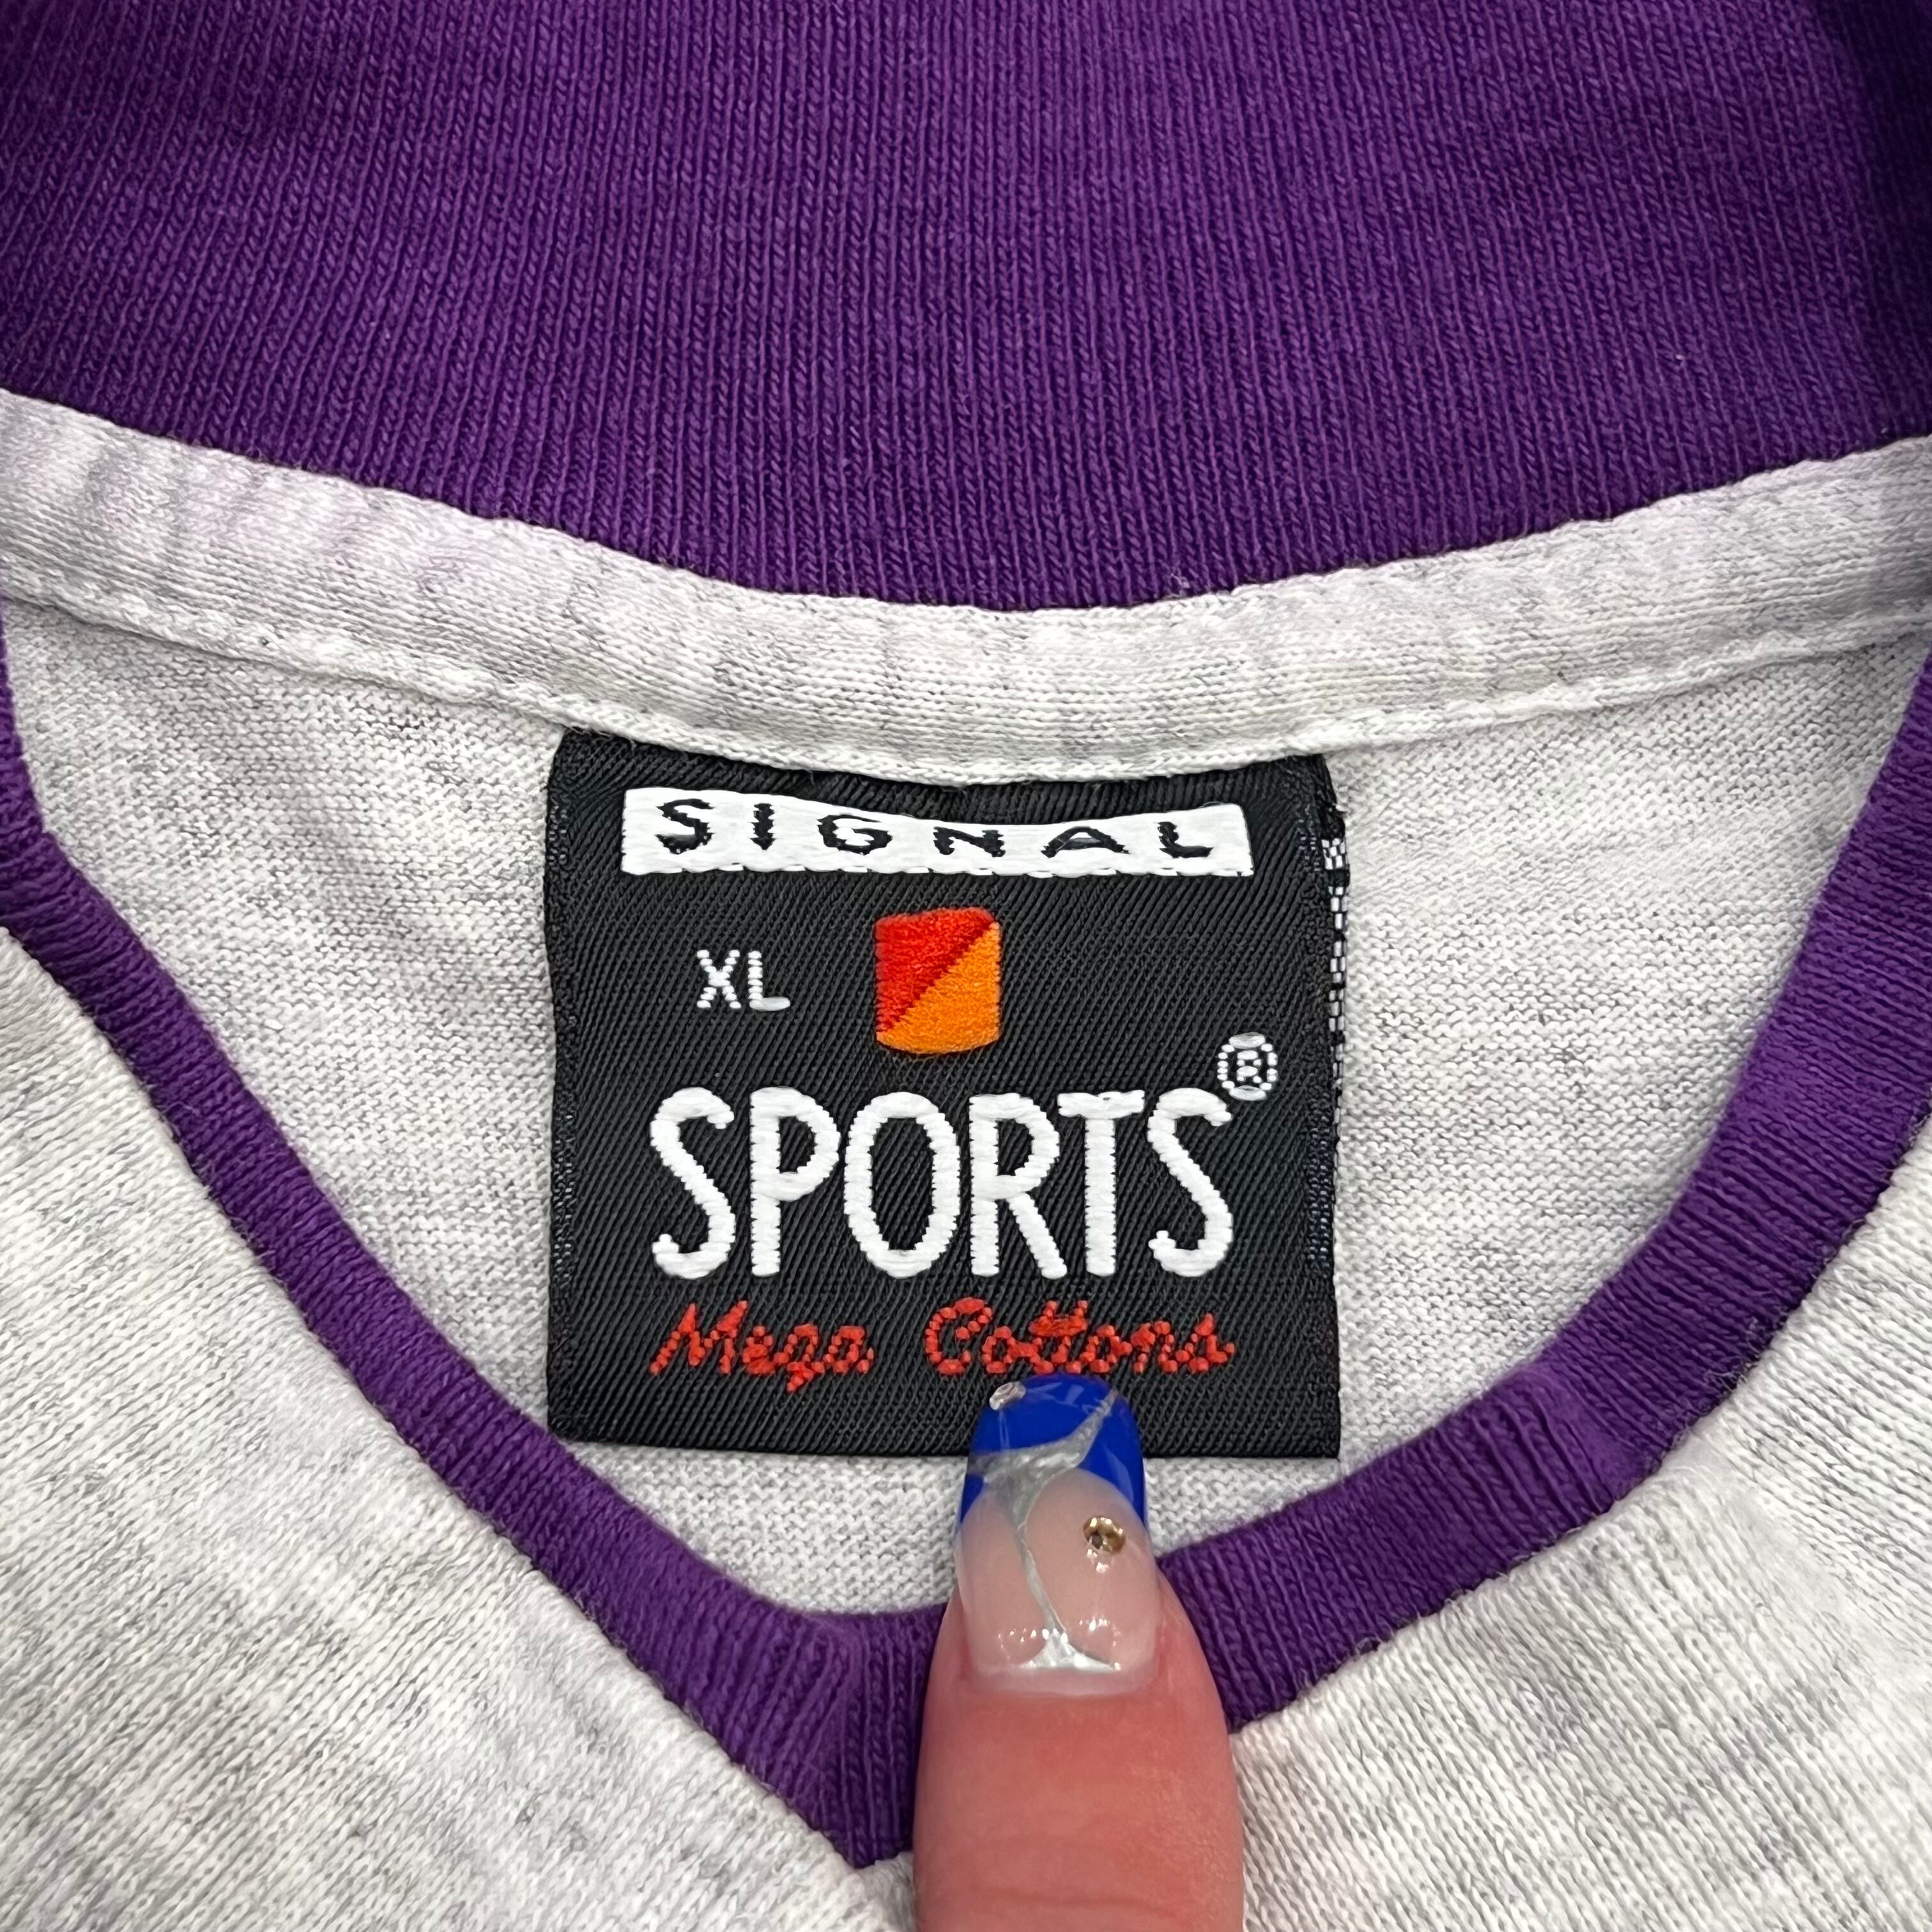 SIGNAL
XL
SPORTS®
Mega Cottons